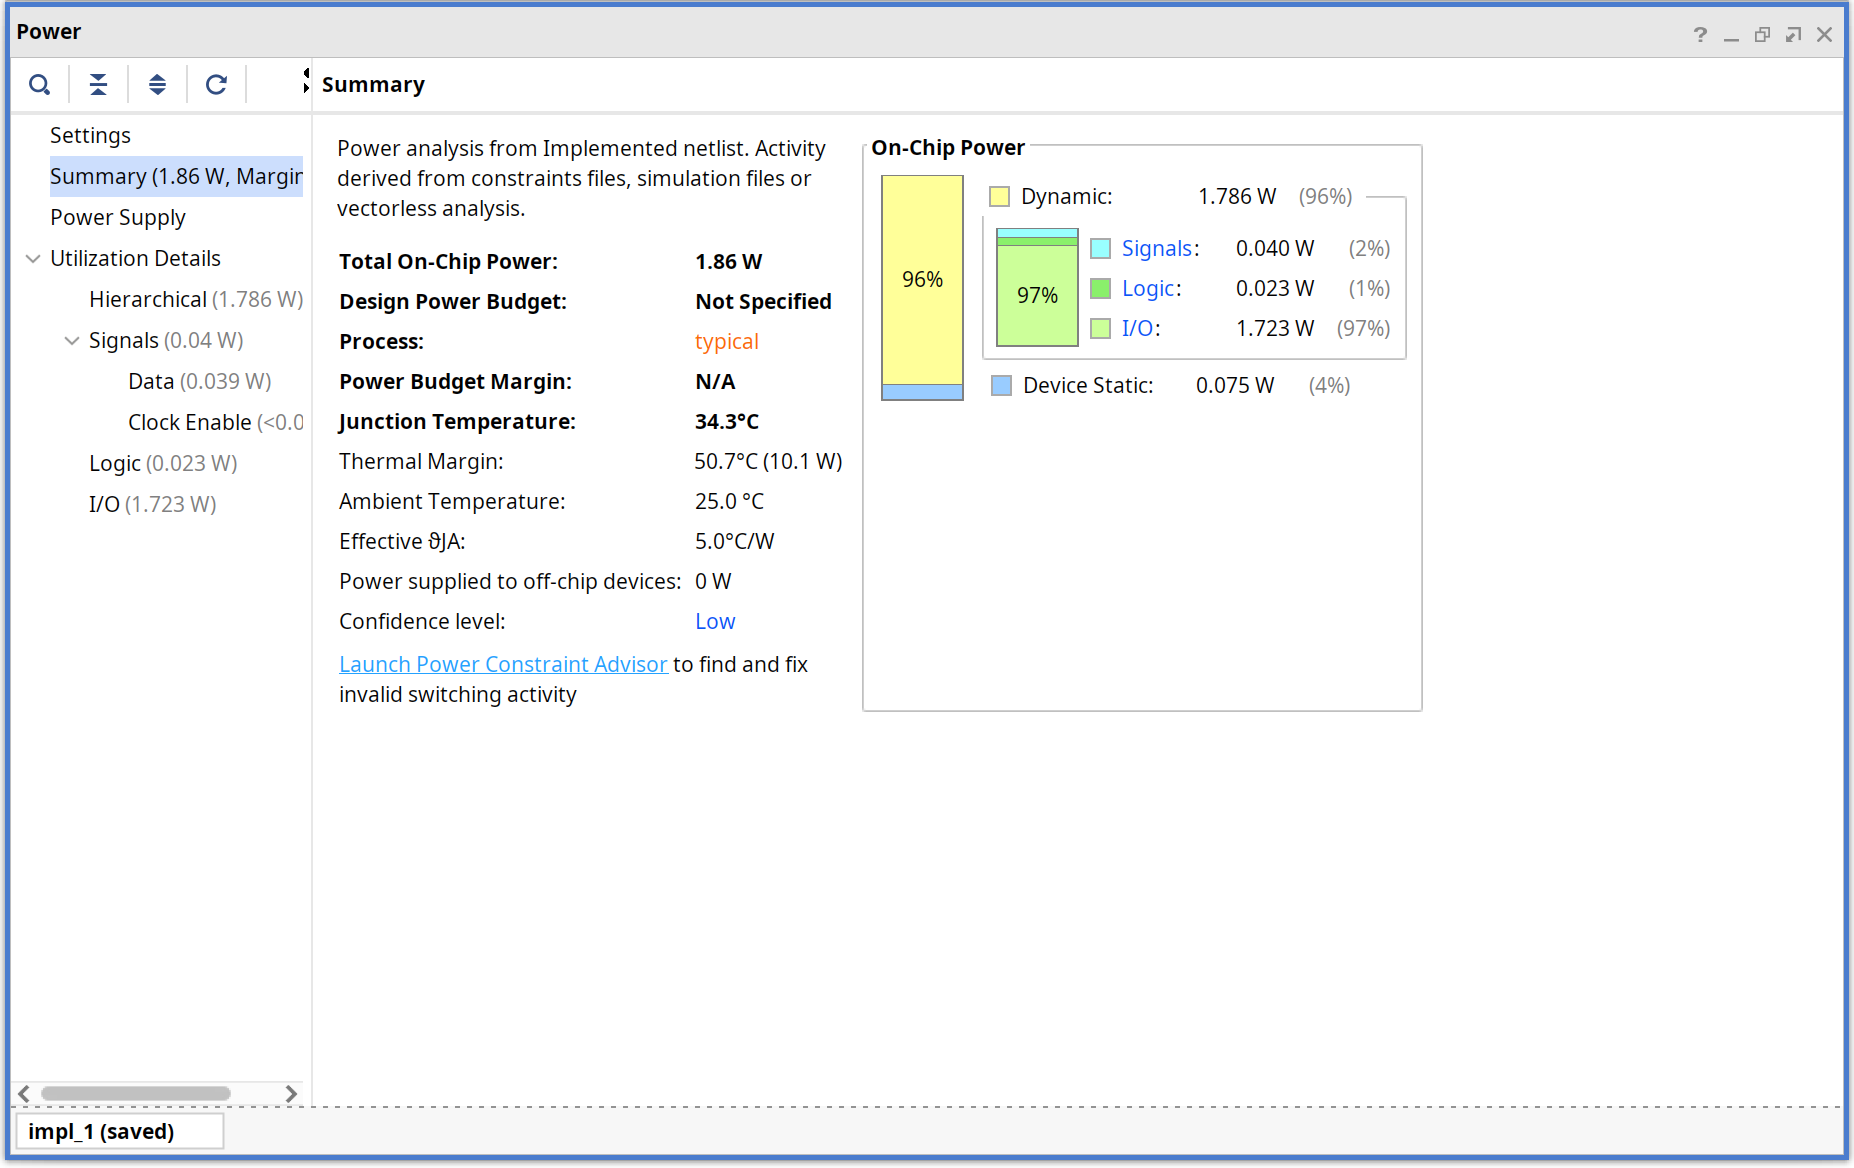 Power
?
Summary
Settings
Summary (1.86 W, Margin
Power Supply
Utilization Details
Hierarchical (1.786 W)
Signals (0.04 W)
Data (0.039 W)
Clock Enable (<0.0
Logic (0.023 W)
I/O (1.723 W)
Power analysis from Implemented netlist. Activity
derived from constraints files, simulation files or
vectorless analysis.
Total On-Chip Power: 1.86 W
Design Power Budget: Not Specified
Process: typical
Power Budget Margin: N/A
Junction Temperature: 34.3°C
Thermal Margin: 50.7°C (10.1 W)
Ambient Temperature: 25.0 °C
Effective ϑJA: 5.0°C/W
Power supplied to off-chip devices: 0 W
Confidence level: Low
Launch Power Constraint Advisor to find and fix
invalid switching activity
On-Chip Power
96%
Dynamic: 1.786 W (96%)
97%
Signals: 0.040 W (2%)
Logic: 0.023 W (1%)
I/O: 1.723 W (97%)
Device Static: 0.075 W (4%)
impl_1 (saved)